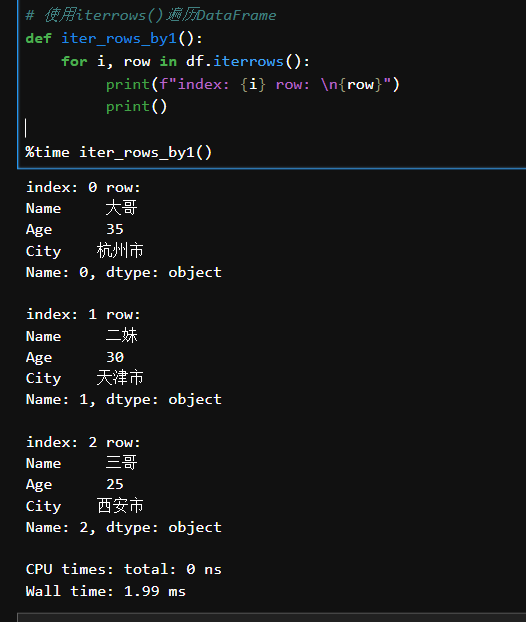 # 使用iterrows()遍历DataFrame
def iter_rows_by1():
    for i, row in df.iterrows():
         print(f"index: {i} row: \n{row}")
         print()
%time iter_rows_by1()
index: 0 row:
Name     大哥
Age      35
City    杭州市
Name: 0, dtype: object
index: 1 row:
Name     二妹
Age      30
City    天津市
Name: 1, dtype: object
index: 2 row:
Name     三哥
Age      25
City    西安市
Name: 2, dtype: object
CPU times: total: 0 ns
Wall time: 1.99 ms